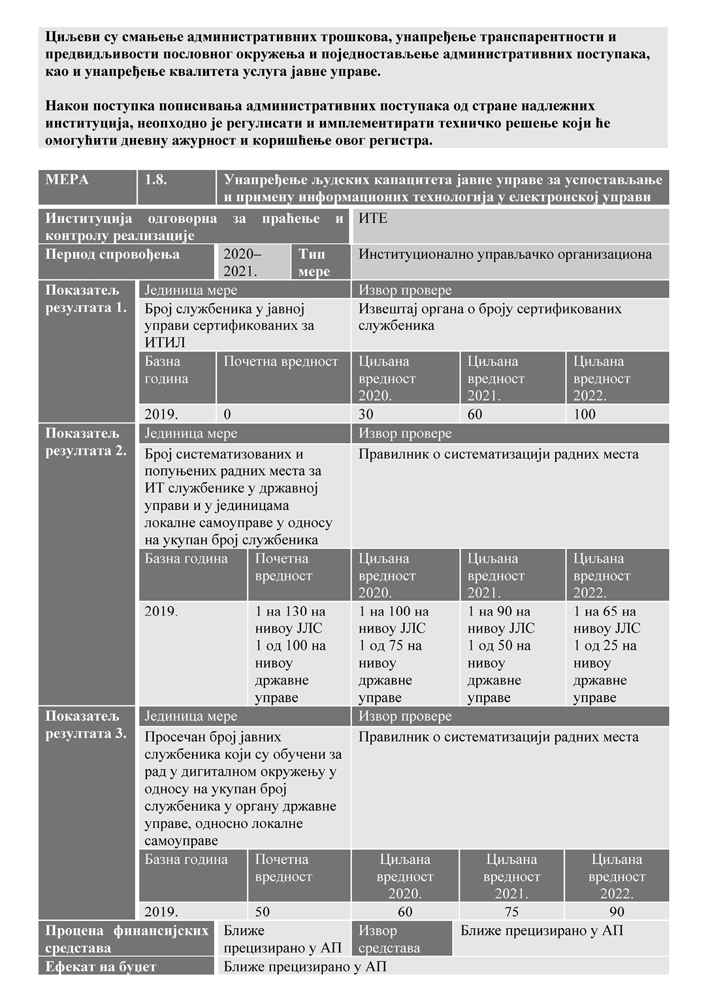 Циљеви су смањење административних трошкова, унапређење транспарентности и
предвидљивости пословног окружења и поједностављење административних поступака,
као и унапређење квалитета услуга јавне управе.
Након поступка пописивања административних поступака од стране надлежних
институција, неопходно је регулисати и имплементирати техничко решење који ће
омогућити дневну ажурност и коришћење овог регистра.
МЕРА 1.8. Унапређење људских капацитета јавне управе за успостављање
и примену информационих технологија у електронској управи
Институција одговорна за праћење и
контролу реализације
ИТЕ
Период спровођења
2020–
2021.
Тип
мере
Институционално управљачко организациона
Показатељ
резултата 1.
Јединица мере
Извор провере
Број службеника у јавној
управи сертификованих за
ИТИЛ
Извештај органа о броју сертификованих
службеника
Базна
година
Почетна вредност
Циљана
вредност
2020.
Циљана
вредност
2021.
Циљана
вредност
2022.
2019. 0 30 60 100
Показатељ
резултата 2.
Јединица мере
Извор провере
Број систематизованих и
попуњених радних места за
ИТ службенике у државној
управи и у јединицама
локалне самоуправе у односу
на укупан број службеника
Правилник о систематизацији радних места
Базна година
Почетна
вредност
Циљана
вредност
2020.
Циљана
вредност
2021.
Циљана
вредност
2022.
2019.
1 на 130 на
нивоу ЈЛС
1 од 100 на
нивоу
државне
управе
1 на 100 на
нивоу ЈЛС
1 од 75 на
нивоу
државне
управе
1 на 90 на
нивоу ЈЛС
1 од 50 на
нивоу
државне
управе
1 на 65 на
нивоу ЈЛС
1 од 25 на
нивоу
државне
управе
Показатељ
резултата 3.
Јединица мере
Извор провере
Просечан број јавних
службеника који су обучени за
рад у дигиталном окружењу у
односу на укупан број
службеника у органу државне
управе, односно локалне
самоуправе
Правилник о систематизацији радних места
Базна година
Почетна
вредност
Циљана
вредност
2020.
Циљана
вредност
2021.
Циљана
вредност
2022.
2019. 50 60 75 90
Процена финансијских
средстава
Ближе
прецизирано у АП
Извор
средстава
Ближе прецизирано у АП
Ефекат на буџет
Ближе прецизирано у АП